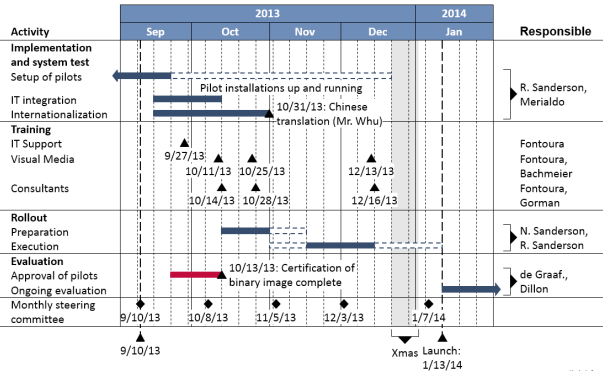 2013 2014
Activity Sep Oct Nov Dec Jan Responsible
Implementation
and system test
Setup of pilots
Pilot installations up and running
R. Sanderson,
Merialdo
IT integration
Internationalization
10/31/13: Chinese
translation (Mr. Whu)
Training
IT Support 9/27/13 Fontoura
Visual Media 10/11/13 10/25/13 12/13/13 Fontoura,
Bachmeier
Consultants 10/14/13 10/28/13 12/16/13 Fontoura,
Gorman
Rollout
Preparation N. Sanderson,
Execution R. Sanderson
Evaluation
Approval of pilots 10/13/13: Certification of
binary image complete
de Graaf.,
Ongoing evaluation Dillon
Monthly steering
committee 9/10/13 10/8/13 11/5/13 12/3/13 1/7/14
9/10/13 Xmas Launch:
1/13/14